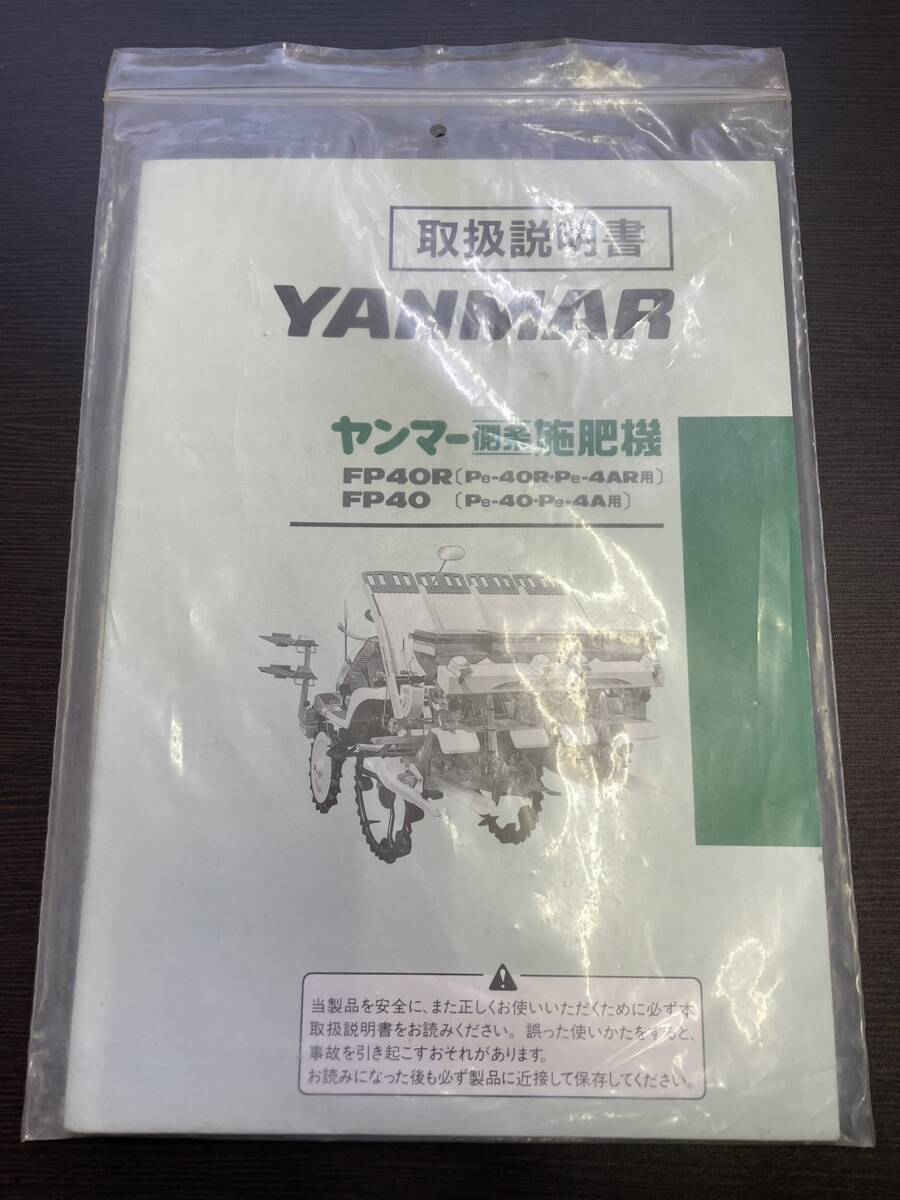 取扱説明書
YANMAR
ヤンマー側条施肥機
FP40R〔Pe-40R・Pe-4AR用〕
FP40 〔Pe-40・Pe-4A用〕
当製品を安全に、また正しくお使いいただくために必ず本
取扱説明書をお読みください。誤った使いかたをすると、
事故を引き起こすおそれがあります。
お読みになった後も必ず製品に近接して保存してください。